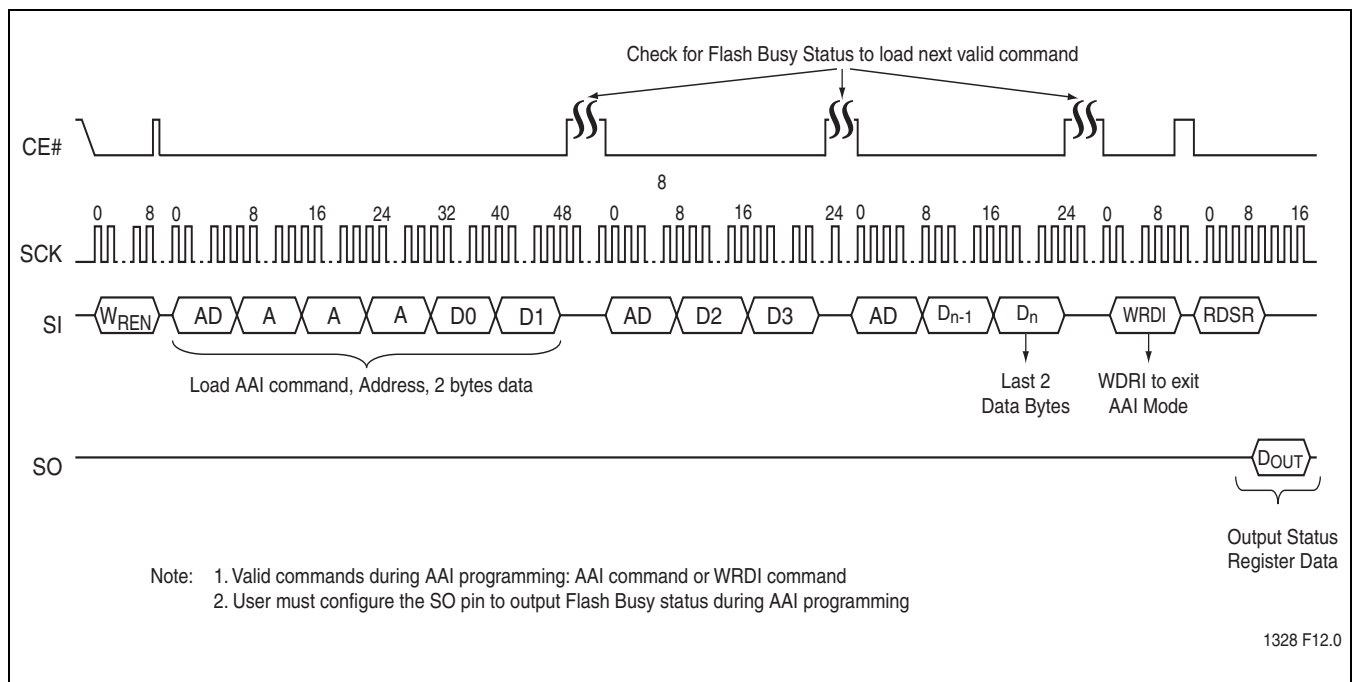 Check for Flash Busy Status to load next valid command
CE#
8
0 8 0 8 16 24 32 40 48 0 8 16 24 0 8 16 24 0 8 0 8 16
SCK
SI WREN AD A A A D0 D1 AD D2 D3 AD Dn-1 Dn WRDI RDSR
Load AAI command, Address, 2 bytes data
Last 2
Data Bytes
WDRI to exit
AAI Mode
SO DOUT
Output Status
Register Data
Note: 1. Valid commands during AAI programming: AAI command or WRDI command
2. User must configure the SO pin to output Flash Busy status during AAI programming
1328 F12.0